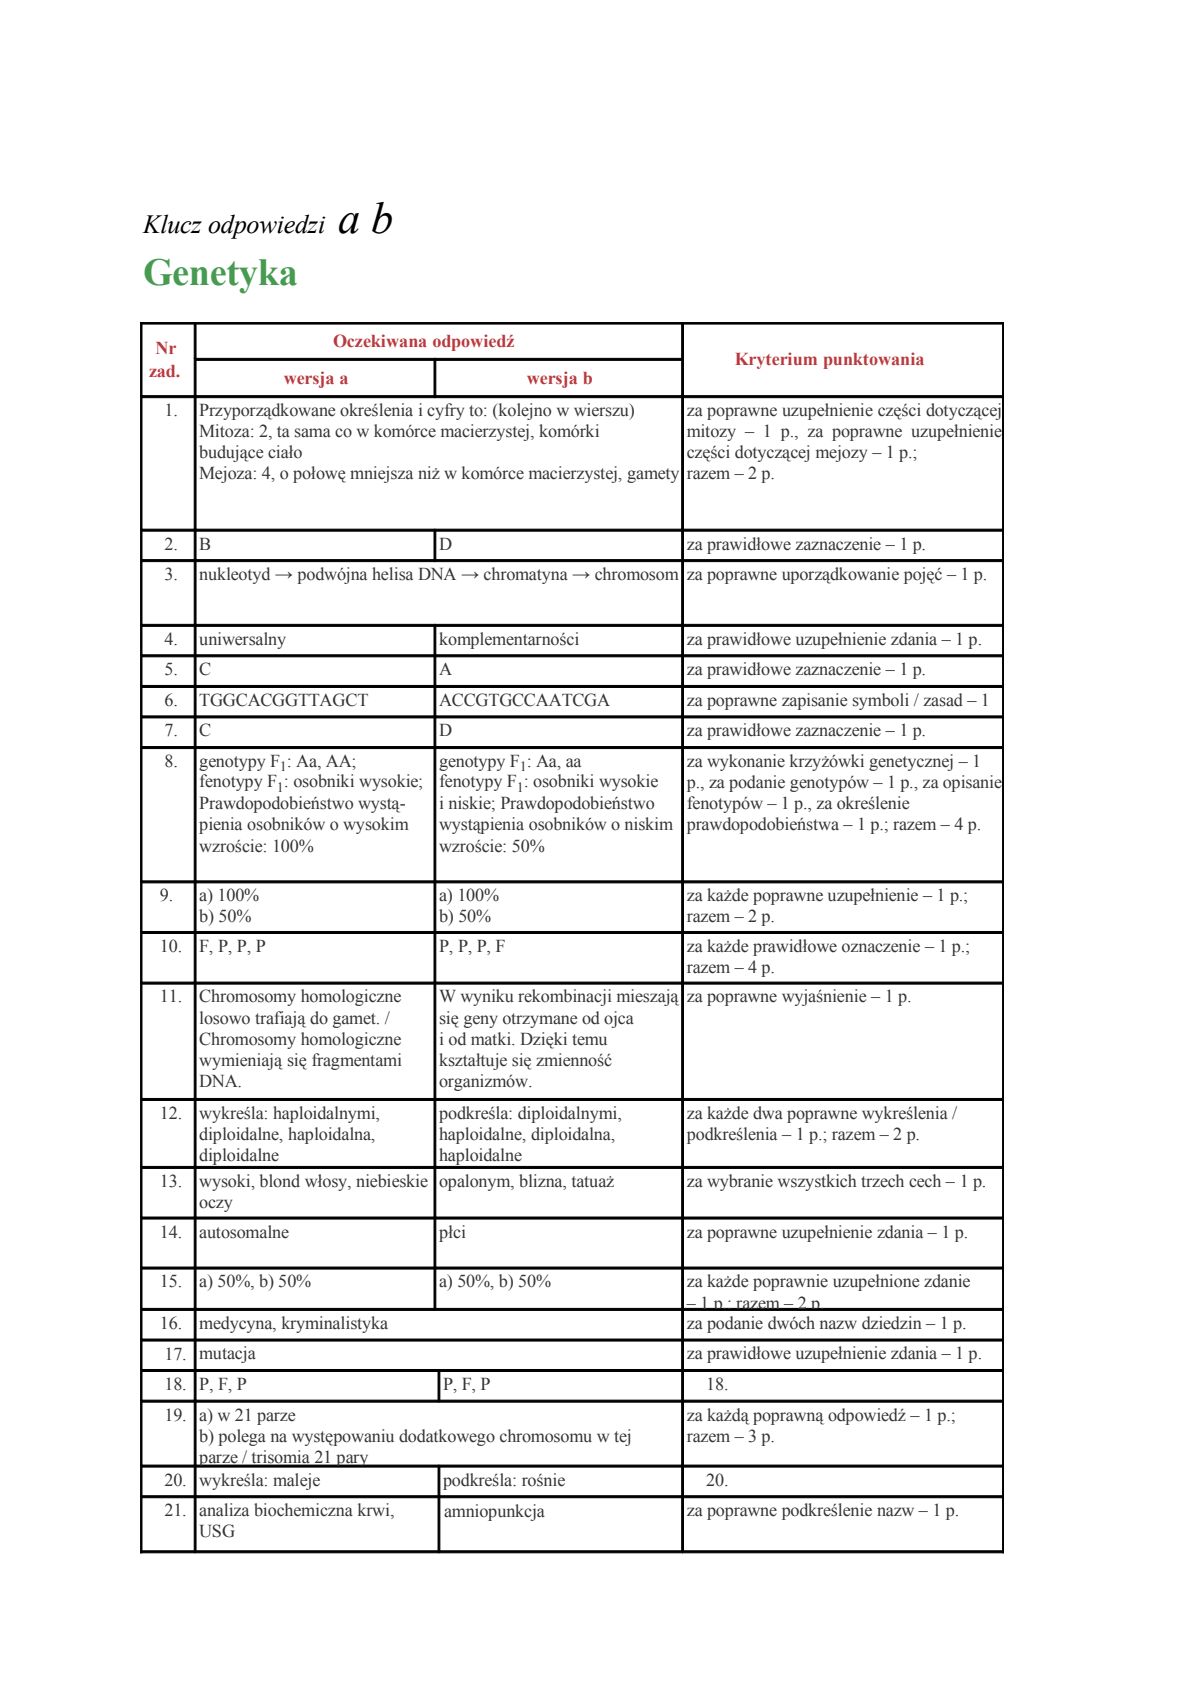 Klucz odpowiedzi a b
Genetyka
Nr zad.
Oczekiwana odpowiedź
Kryterium punktowania
wersja a
wersja b
1.
Przyporządkowane określenia i cyfry to: (kolejno w wierszu)
Mitoza: 2, ta sama co w komórce macierzystej, komórki
budujące ciało
Mejoza: 4, o połowę mniejsza niż w komórce macierzystej, gamety
za poprawne uzupełnienie części dotyczącej
mitozy – 1 p., za poprawne uzupełnienie
części dotyczącej mejozy – 1 p.;
razem – 2 p.
2.
B
D
za prawidłowe zaznaczenie – 1 p.
3.
nukleotyd → podwójna helisa DNA → chromatyna → chromosom
za poprawne uporządkowanie pojęć – 1 p.
4.
uniwersalny
komplementarności
za prawidłowe uzupełnienie zdania – 1 p.
5.
C
A
za prawidłowe zaznaczenie – 1 p.
6.
TGGCACGGTTAGCT
ACCGTGCCAATCGA
za poprawne zapisanie symboli / zasad – 1
7.
C
D
za prawidłowe zaznaczenie – 1 p.
8.
genotypy F1: Aa, AA;
fenotypy F1: osobniki wysokie;
Prawdopodobieństwo wystą-
pienia osobników o wysokim
wzroście: 100%
genotypy F1: Aa, aa
fenotypy F1: osobniki wysokie
i niskie; Prawdopodobieństwo
wystąpienia osobników o niskim
wzroście: 50%
za wykonanie krzyżówki genetycznej – 1
p., za podanie genotypów – 1 p., za opisanie
fenotypów – 1 p., za określenie
prawdopodobieństwa – 1 p.; razem – 4 p.
9.
a) 100%
b) 50%
a) 100%
b) 50%
za każde poprawne uzupełnienie – 1 p.;
razem – 2 p.
10.
F, P, P, P
P, P, P, F
za każde prawidłowe oznaczenie – 1 p.;
razem – 4 p.
11.
Chromosomy homologiczne
losowo trafiają do gamet. /
Chromosomy homologiczne
wymieniają się fragmentami
DNA.
W wyniku rekombinacji mieszają
się geny otrzymane od ojca
i od matki. Dzięki temu
kształtuje się zmienność
organizmów.
za poprawne wyjaśnienie – 1 p.
12.
wykreśla: haploidalnymi,
diploidalne, haploidalna,
diploidalne
podkreśla: diploidalnymi,
haploidalne, diploidalna,
haploidalne
za każde dwa poprawne wykreślenia /
podkreślenia – 1 p.; razem – 2 p.
13.
wysoki, blond włosy, niebieskie
oczy
opalonym, blizna, tatuaż
za wybranie wszystkich trzech cech – 1 p.
14.
autosomalne
płci
za poprawne uzupełnienie zdania – 1 p.
15.
a) 50%, b) 50%
a) 50%, b) 50%
za każde poprawnie uzupełnione zdanie
– 1 p.; razem – 2 p.
16.
medycyna, kryminalistyka
za podanie dwóch nazw dziedzin – 1 p.
17.
mutacja
za prawidłowe uzupełnienie zdania – 1 p.
18.
P, F, P
P, F, P
18.
19.
a) w 21 parze
b) polega na występowaniu dodatkowego chromosomu w tej
parze / trisomia 21 pary
za każdą poprawną odpowiedź – 1 p.;
razem – 3 p.
20.
wykreśla: maleje
podkreśla: rośnie
20.
21.
analiza biochemiczna krwi,
USG
amniopunkcja
za poprawne podkreślenie nazw – 1 p.